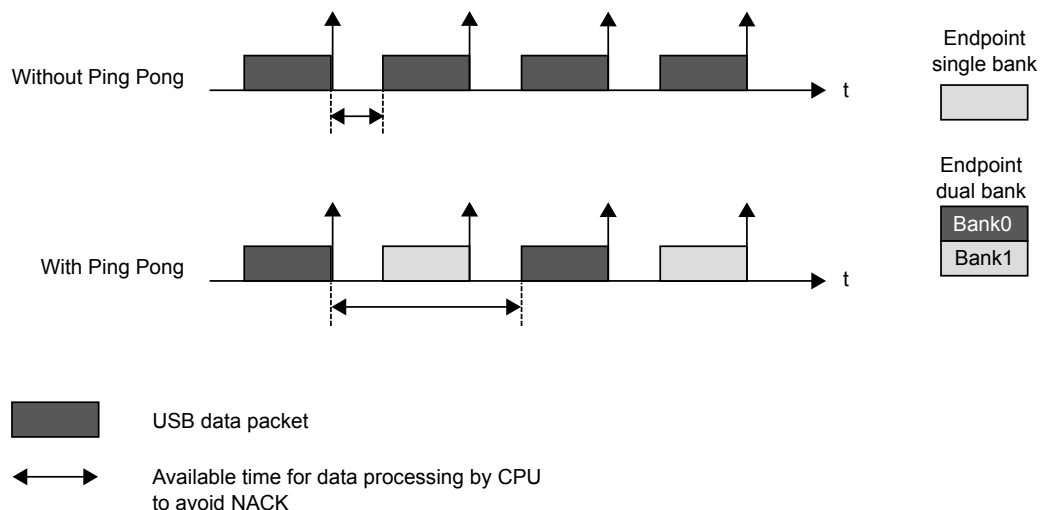 Without Ping Pong
t
Endpoint
single bank
With Ping Pong
t
Endpoint
dual bank
Bank0
Bank1
USB data packet
Available time for data processing by CPU
to avoid NACK